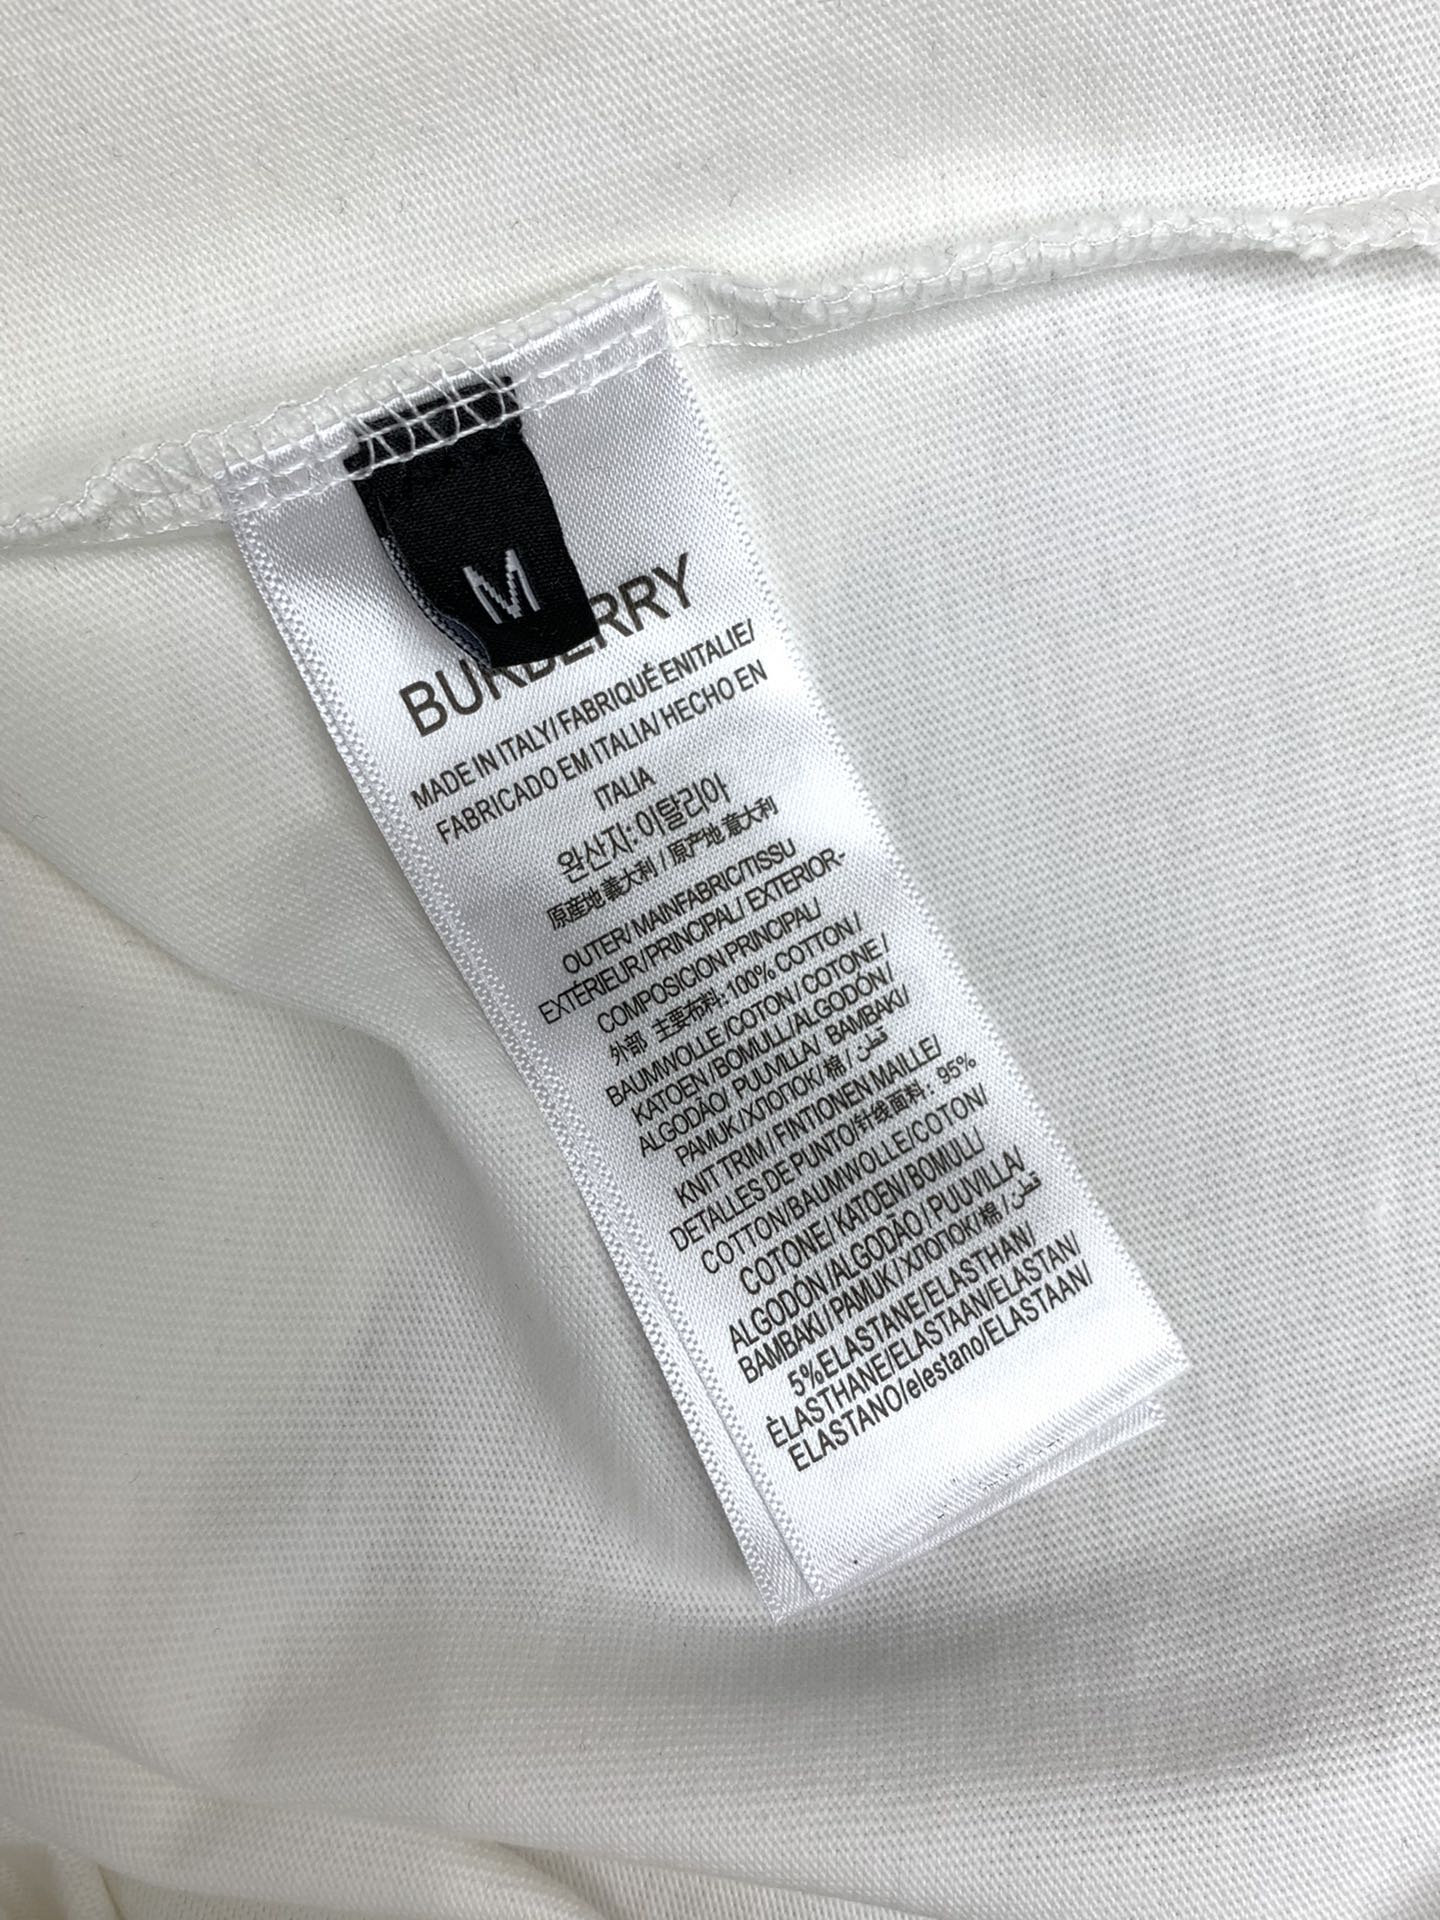 M
BURBERRY
MADE IN ITALY/ FABRIQUÉ ENITALIE/
FABRICADO EM ITALIA/ HECHO EN
ITALIA
완산지: 이탈리아
原産地 義大利 / 原产地 意大利
OUTER/ MAINFABRIC/TISSU
EXTÉRIEUR/PRINCIPAL/ EXTERIOR-
COMPOSICION PRINCIPAL/
外部 主要布料:100% COTTON /
BAUMWOLLE /COTON / COTONE /
KATOEN / BOMULL/ALGODÓN/
ALGODÃO/ PUUVILLA/ BAMBAKI/
PAMUK / ХЛОПОК/ 棉 / قطن /
KNIT TRIM / FINTIONEN MAILLE/
DETALLES DE PUNTO/针线面料: 95%
COTTON/BAUMWOLLE/COTON/
COTONE/ KATOEN/ BOMULL/
ALGODÓN /ALGODÃO / PUUVILLA/
BAMBAKI / PAMUK / ХЛОПОК/ 棉 / قطن
5%ELASTANE/ELASTHAN/
ÈLASTHANE/ELASTAAN/ELASTAN/
ELASTANO/elestano/ELASTAAN/